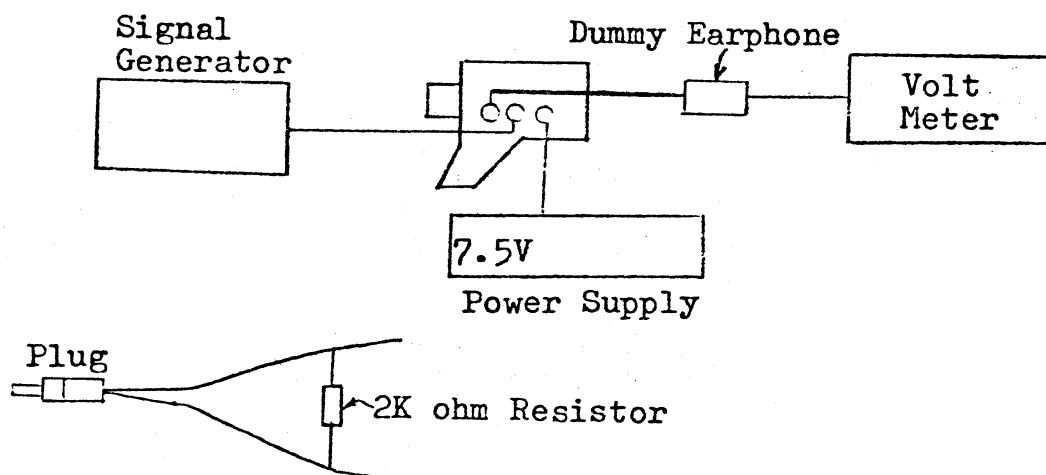 Signal
Generator
Dummy Earphone
Volt
Meter
7.5V
Power Supply
Plug
2K ohm Resistor